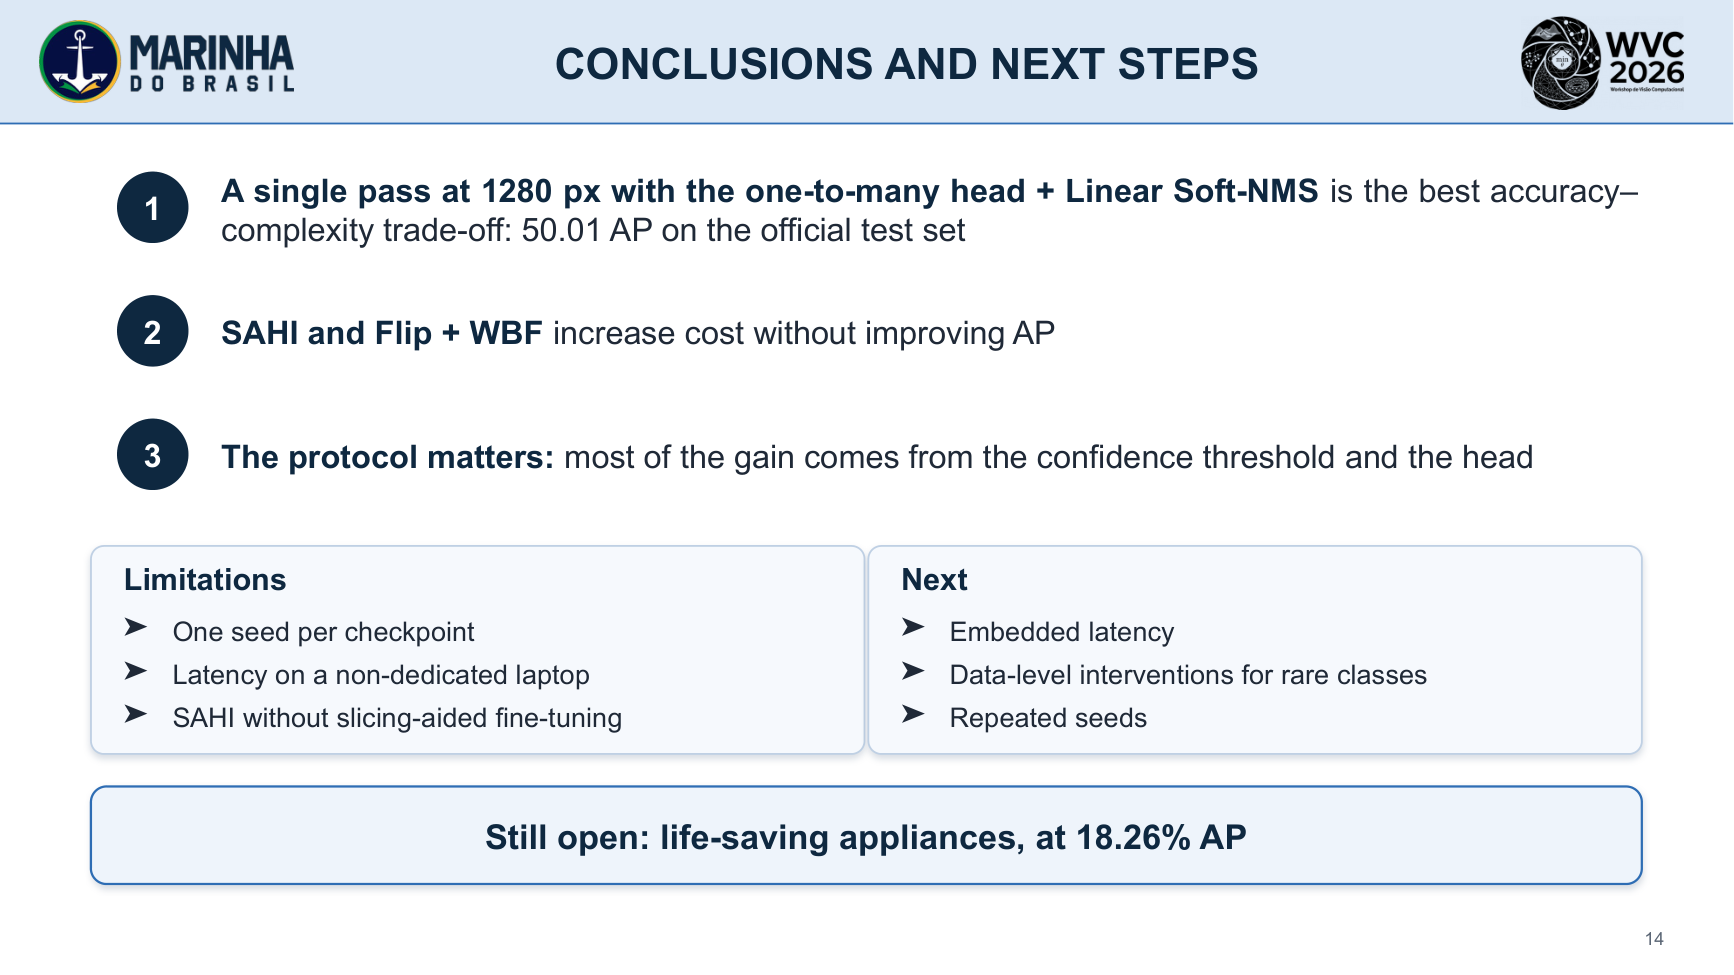 MARINHA
DO BRASIL
CONCLUSIONS AND NEXT STEPS
WVC
2026
Workshop de Visão Computacional
1
A single pass at 1280 px with the one-to-many head + Linear Soft-NMS is the best accuracy–
complexity trade-off: 50.01 AP on the official test set
2
SAHI and Flip + WBF increase cost without improving AP
3
The protocol matters: most of the gain comes from the confidence threshold and the head
Limitations
➤ One seed per checkpoint
➤ Latency on a non-dedicated laptop
➤ SAHI without slicing-aided fine-tuning
Next
➤ Embedded latency
➤ Data-level interventions for rare classes
➤ Repeated seeds
Still open: life-saving appliances, at 18.26% AP
14